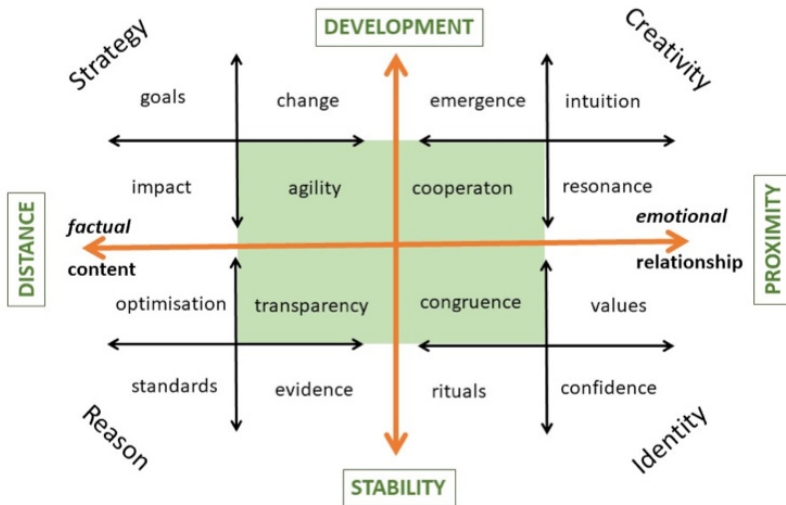 DEVELOPMENT
Strategy
Creativity
goals
change
emergence
intuition
impact
agility
cooperaton
resonance
DISTANCE
factual
emotional
PROXIMITY
content
relationship
optimisation
transparency
congruence
values
standards
evidence
rituals
confidence
Reason
Identity
STABILITY